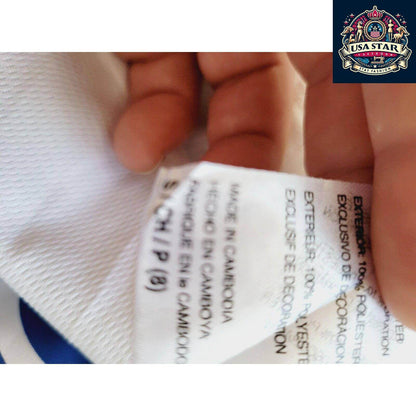 USA STAR
EXTERIOR: 100% POLIESTER
EXCLUSIVO DE DECORACION
EXTERIEUR: 100% POLYESTER
EXCLUSIF DE DECORATION
MADE IN CAMBODIA
HECHO EN CAMBOYA
FABRIQUE EN le CAMBODG
S / CH / P (8)